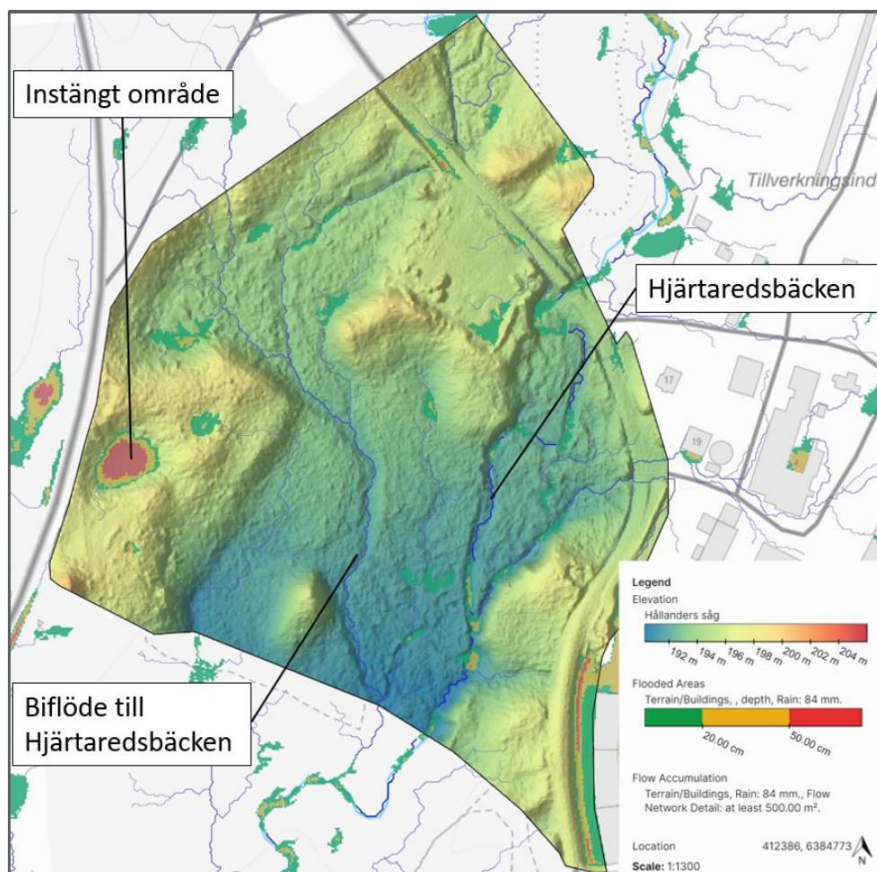 Instängt område
Tillverkningsind
Hjärtaredsbäcken
17
19
Biflöde till
Hjärtaredsbäcken
Legend
Elevation
Hållanders såg
192 m
194 m
196 m
198 m
200 m
202 m
204 m
Flooded Areas
Terrain/Buildings, , depth, Rain: 84 mm.
20.00 cm
50.00 cm
Flow Accumulation
Terrain/Buildings, Rain: 84 mm., Flow
Network Detail: at least 500.00 m².
Location 412386, 6384773
Scale: 1:1300
N